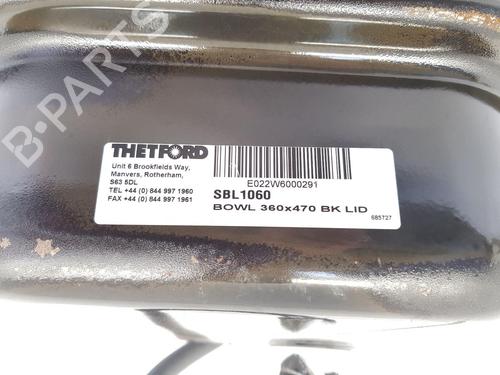 B-PARTS
THETFORD
Unit 6 Brookfields Way,
Manvers, Rotherham,
S63 5DL
TEL +44 (0) 844 997 1960
FAX +44 (0) 844 997 1961
E022W6000291
SBL1060
BOWL 360x470 BK LID
685727